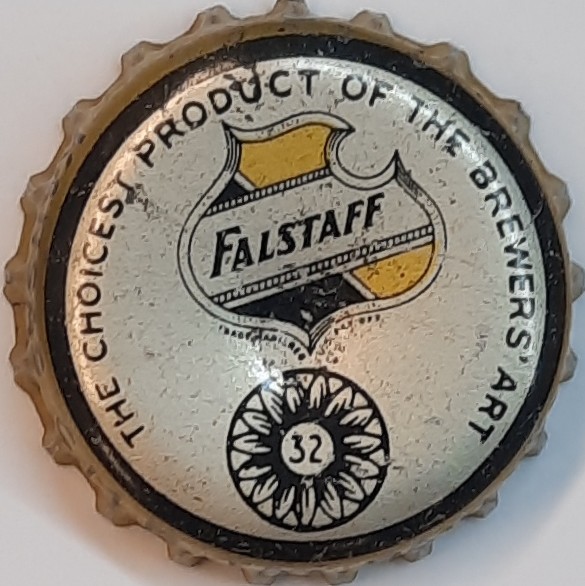 THE CHOICEST PRODUCT OF THE BREWERS' ART
FALSTAFF
32